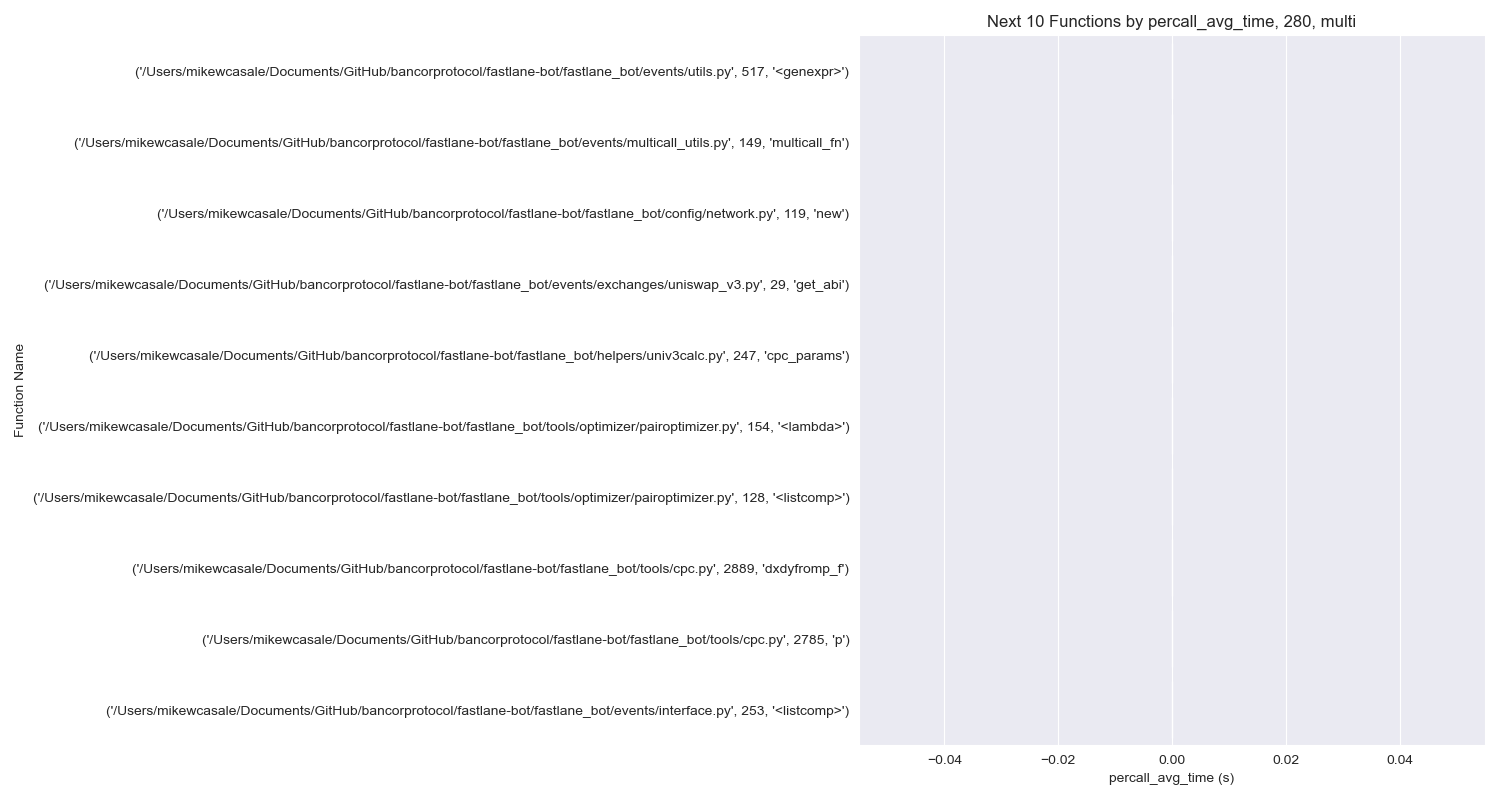 Next 10 Functions by percall_avg_time, 280, multi
('/Users/mikewcasale/Documents/GitHub/bancorprotocol/fastlane-bot/fastlane_bot/events/utils.py', 517, '<genexpr>')
('/Users/mikewcasale/Documents/GitHub/bancorprotocol/fastlane-bot/fastlane_bot/events/multicall_utils.py', 149, 'multicall_fn')
('/Users/mikewcasale/Documents/GitHub/bancorprotocol/fastlane-bot/fastlane_bot/config/network.py', 119, 'new')
('/Users/mikewcasale/Documents/GitHub/bancorprotocol/fastlane-bot/fastlane_bot/events/exchanges/uniswap_v3.py', 29, 'get_abi')
('/Users/mikewcasale/Documents/GitHub/bancorprotocol/fastlane-bot/fastlane_bot/helpers/univ3calc.py', 247, 'cpc_params')
('/Users/mikewcasale/Documents/GitHub/bancorprotocol/fastlane-bot/fastlane_bot/tools/optimizer/pairoptimizer.py', 154, '<lambda>')
('/Users/mikewcasale/Documents/GitHub/bancorprotocol/fastlane-bot/fastlane_bot/tools/optimizer/pairoptimizer.py', 128, '<listcomp>')
('/Users/mikewcasale/Documents/GitHub/bancorprotocol/fastlane-bot/fastlane_bot/tools/cpc.py', 2889, 'dxdyfromp_f')
('/Users/mikewcasale/Documents/GitHub/bancorprotocol/fastlane-bot/fastlane_bot/tools/cpc.py', 2785, 'p')
('/Users/mikewcasale/Documents/GitHub/bancorprotocol/fastlane-bot/fastlane_bot/events/interface.py', 253, '<listcomp>')
Function Name
−0.04 −0.02 0.00 0.02 0.04
percall_avg_time (s)